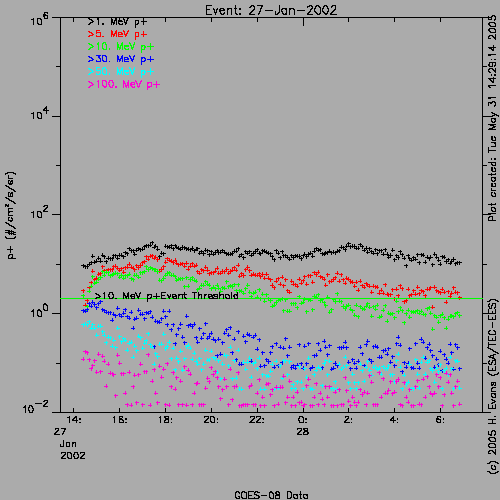 Event: 27-Jan-2002
>1. MeV p+
>5. MeV p+
>10. MeV p+
>30. MeV p+
>50. MeV p+
>100. MeV p+
10^6
10^4
10^2
10^0
10^-2
p+ (#/cm²/s/sr)
>10. MeV p+Event Threshold
14: 16: 18: 20: 22: 0: 2: 4: 6:
27 28
Jan
2002
GOES-08 Data
Plot created: Tue May 31 14:29:14 2005
(c) 2005 H. Evans (ESA/TEC-EES)